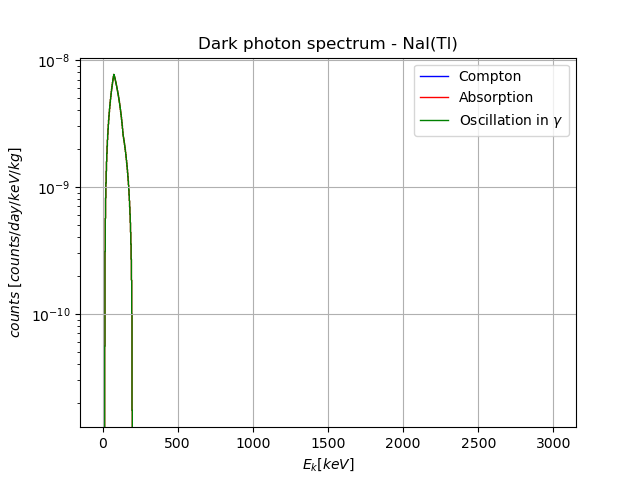 Dark photon spectrum - NaI(Tl)
10⁻⁸
Compton
Absorption
Oscillation in γ
10⁻⁹
10⁻¹⁰
counts [counts/day/keV/kg]
0 500 1000 1500 2000 2500 3000
Eₖ[keV]